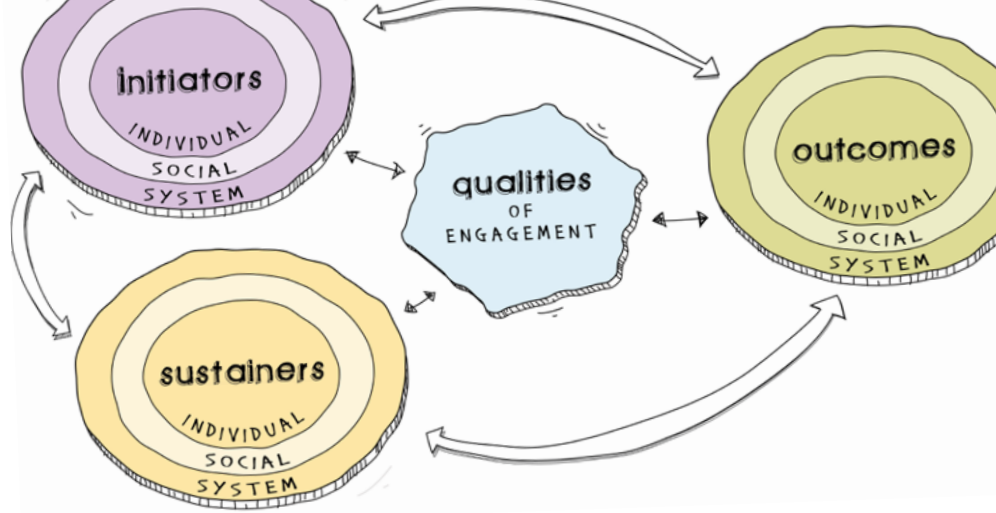 initiators
INDIVIDUAL
SOCIAL
SYSTEM
qualities
OF
ENGAGEMENT
outcomes
INDIVIDUAL
SOCIAL
SYSTEM
sustainers
INDIVIDUAL
SOCIAL
SYSTEM